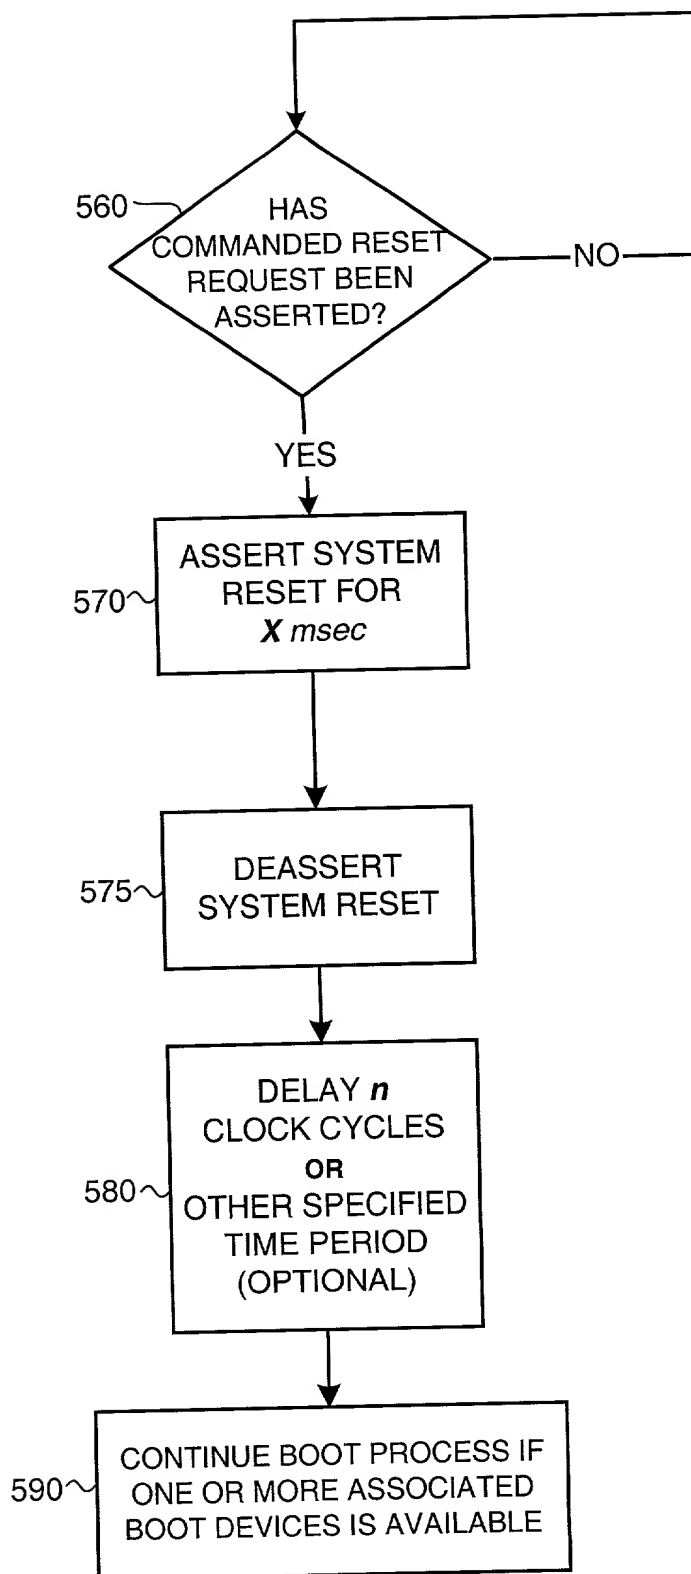 560
HAS
COMMANDED RESET
REQUEST BEEN
ASSERTED?
NO
YES
570
ASSERT SYSTEM
RESET FOR
X msec
575
DEASSERT
SYSTEM RESET
580
DELAY n
CLOCK CYCLES
OR
OTHER SPECIFIED
TIME PERIOD
(OPTIONAL)
590
CONTINUE BOOT PROCESS IF
ONE OR MORE ASSOCIATED
BOOT DEVICES IS AVAILABLE